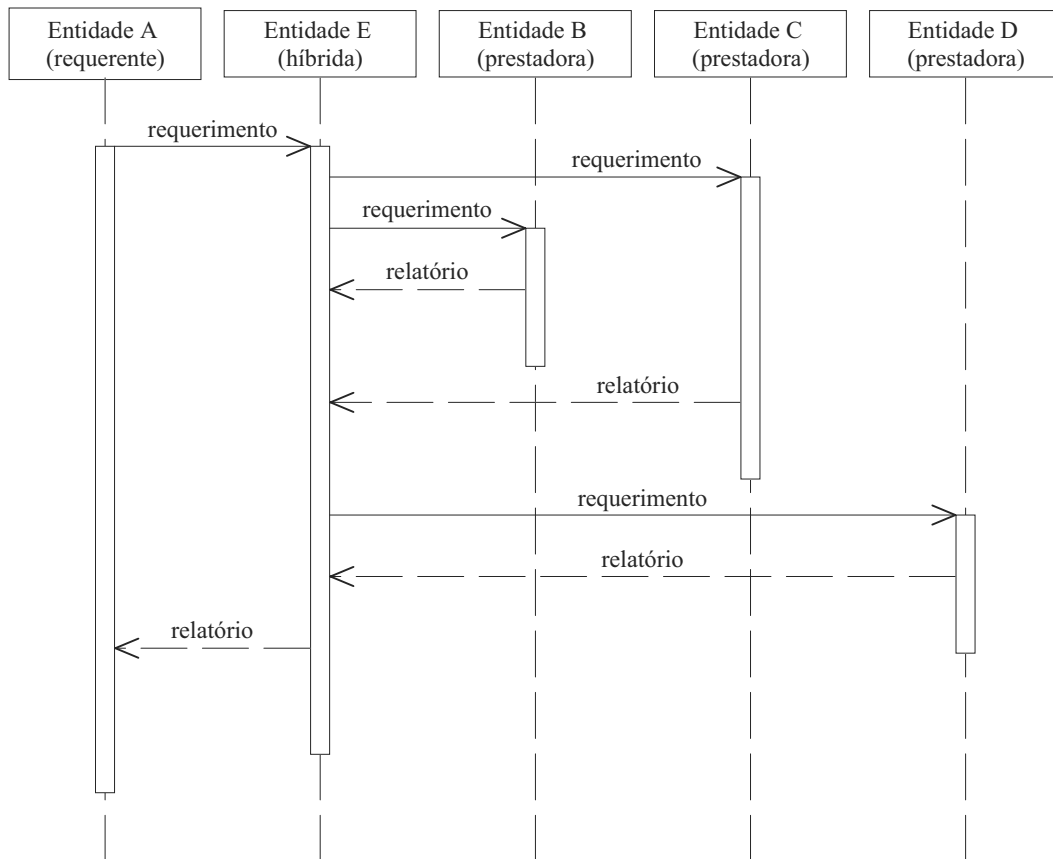 Entidade A
(requerente)
Entidade E
(híbrida)
Entidade B
(prestadora)
Entidade C
(prestadora)
Entidade D
(prestadora)
requerimento
requerimento
requerimento
relatório
relatório
requerimento
relatório
relatório